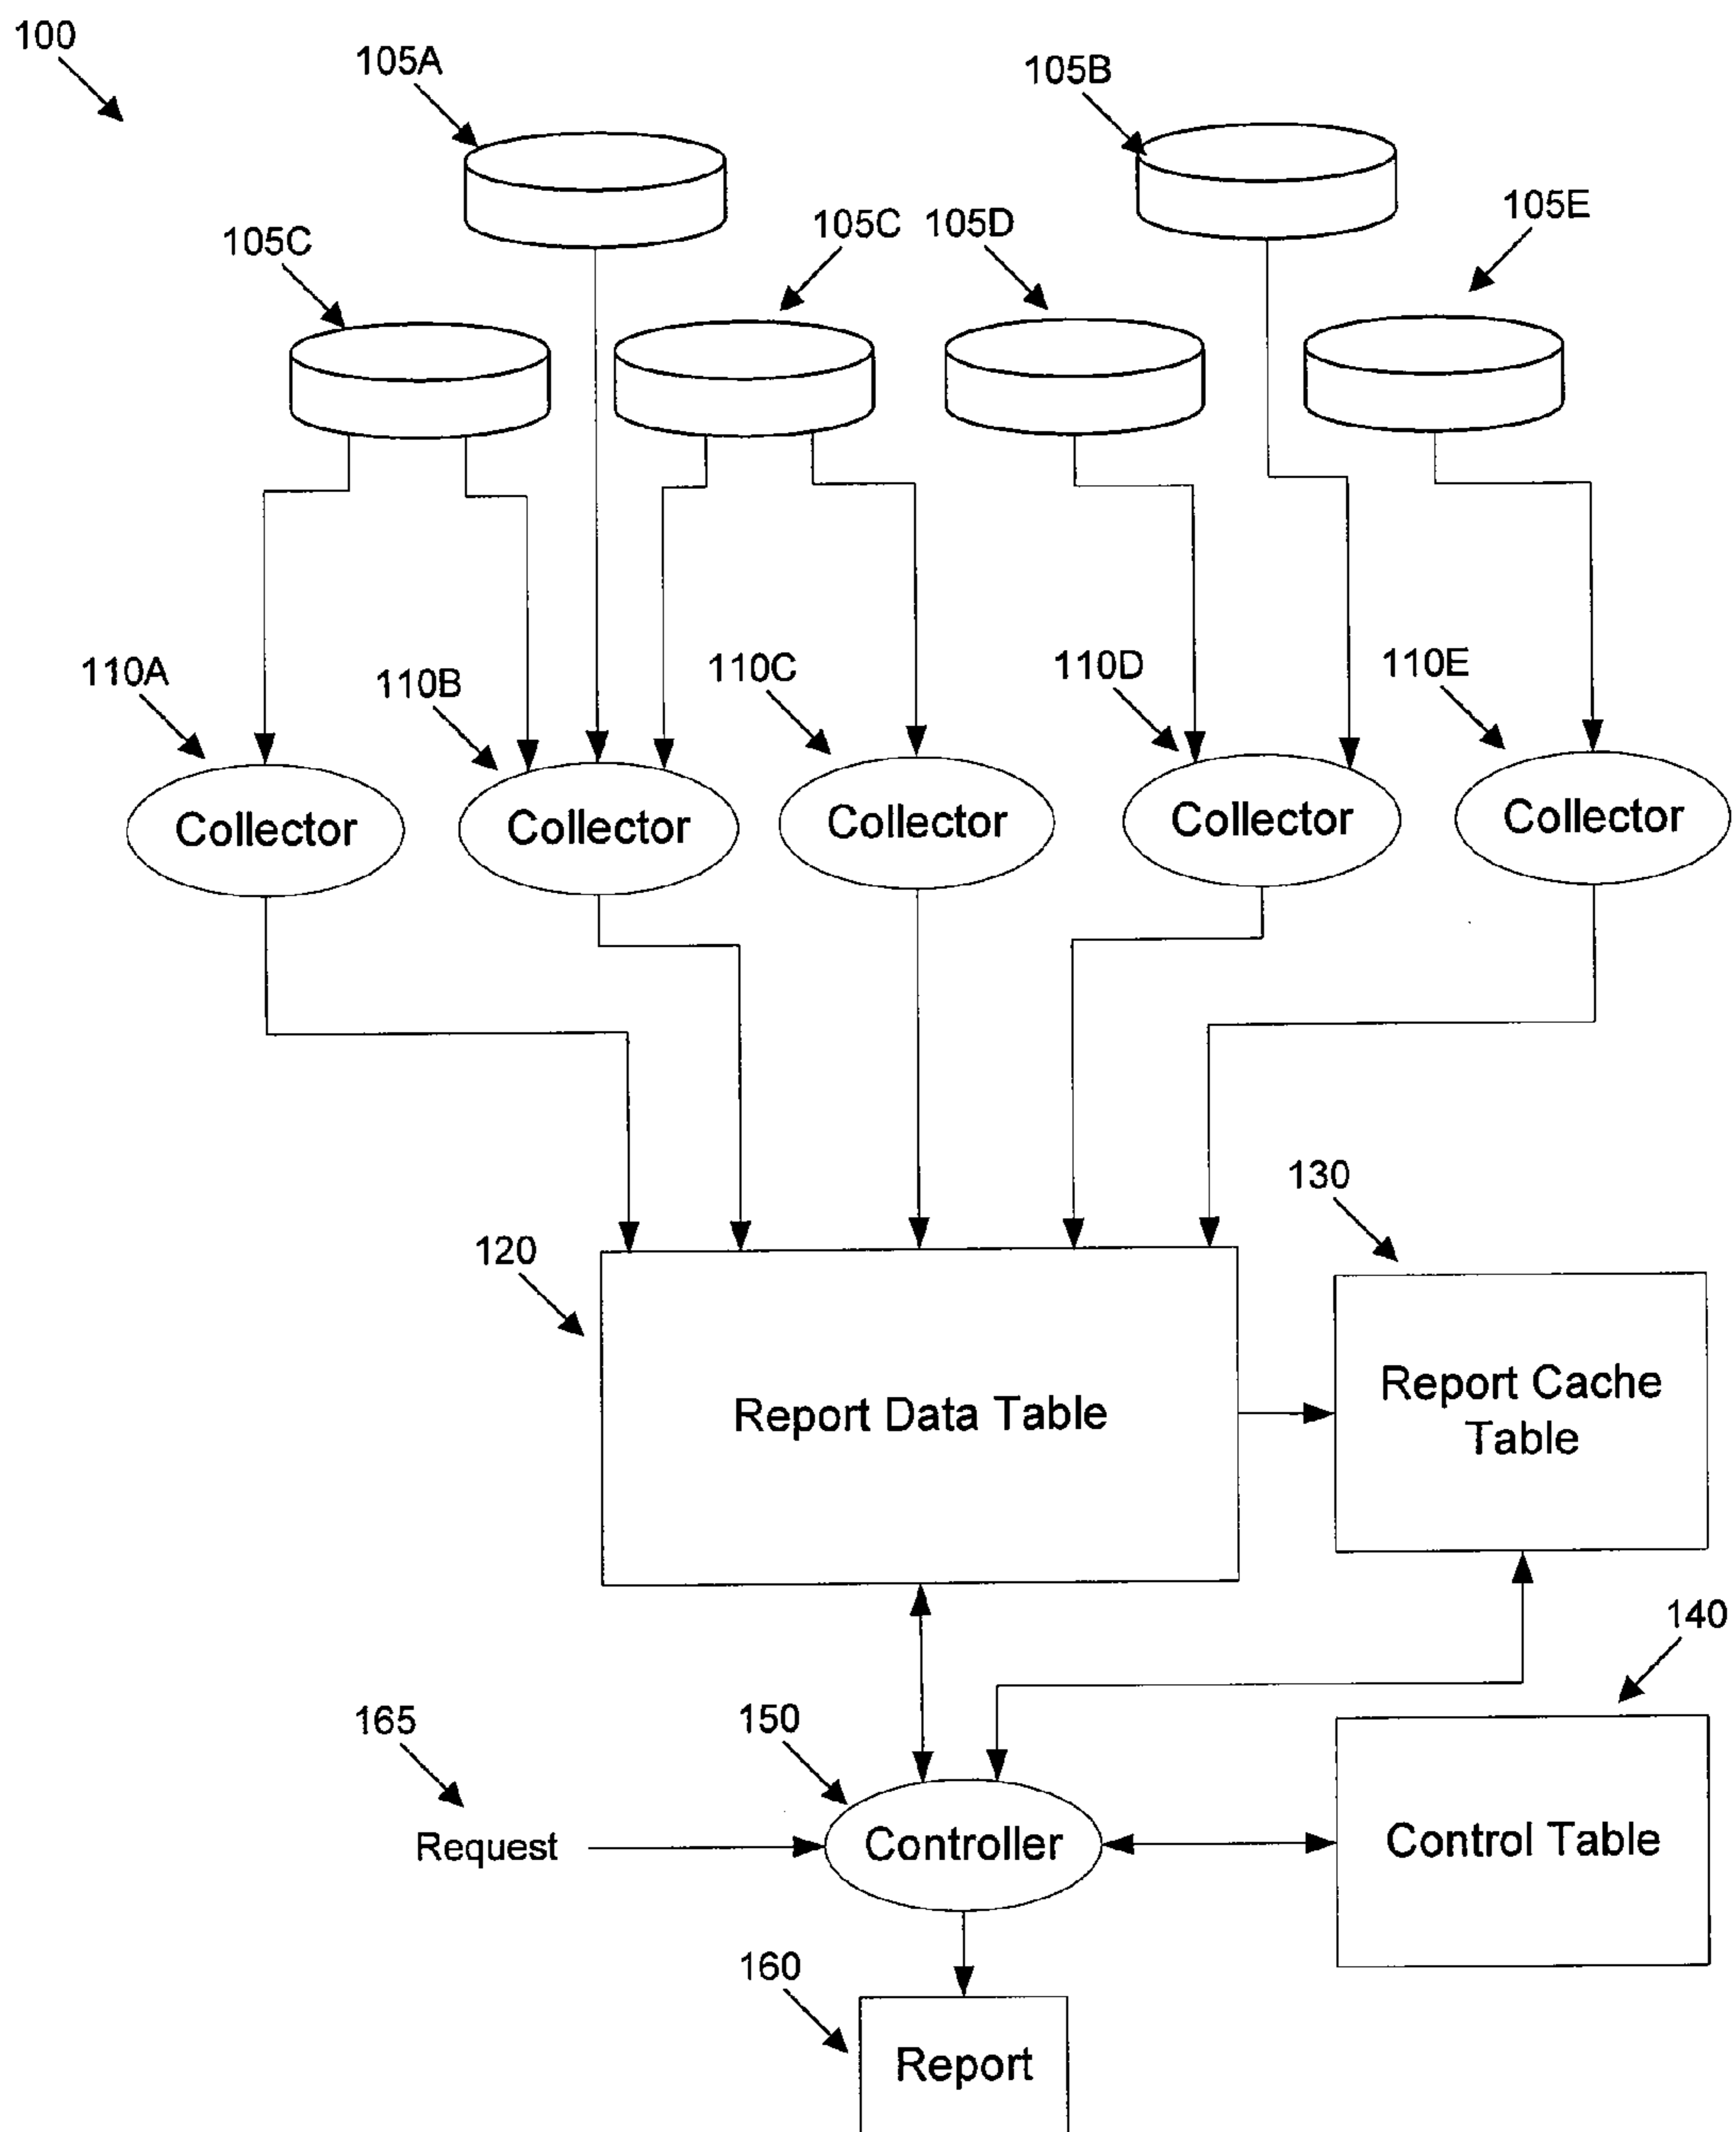 100
105A
105B
105C
105C
105D
105E
110A
110B
110C
110D
110E
Collector
Collector
Collector
Collector
Collector
120
130
Report Data Table
Report Cache
Table
140
165
150
Request
Controller
Control Table
160
Report